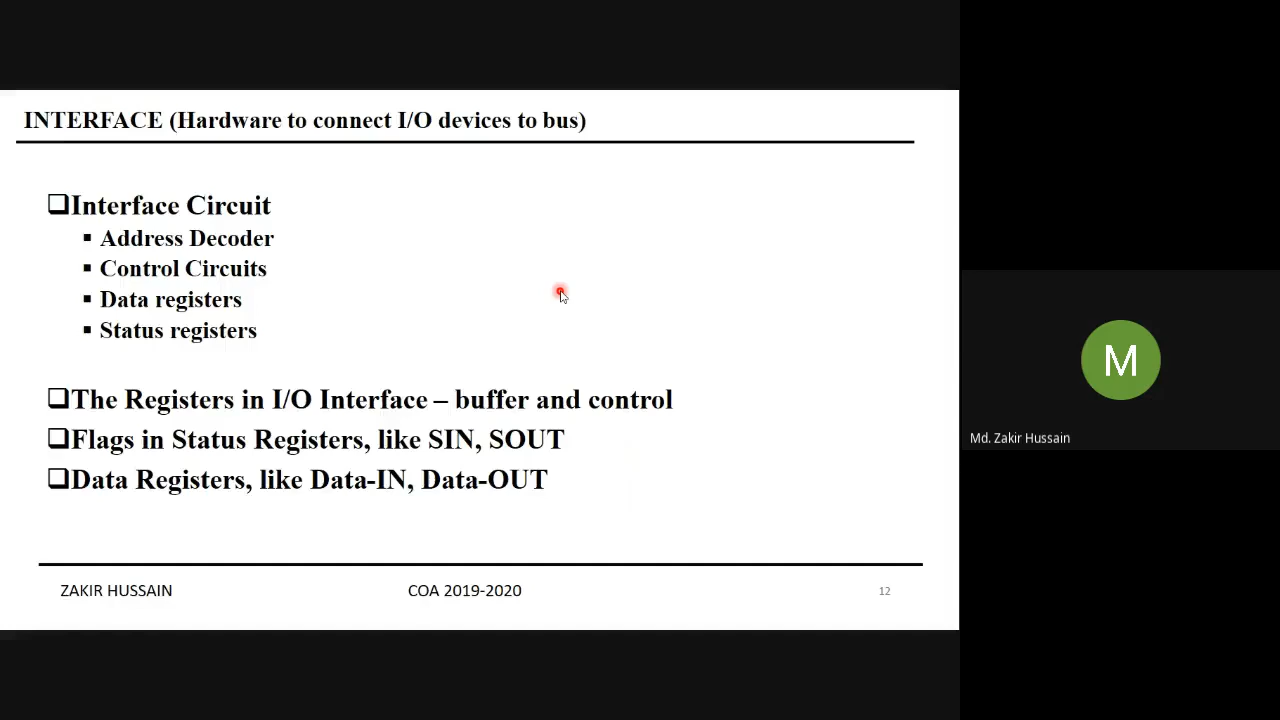 INTERFACE (Hardware to connect I/O devices to bus)
❑Interface Circuit
▪ Address Decoder
▪ Control Circuits
▪ Data registers
▪ Status registers
❑The Registers in I/O Interface – buffer and control
❑Flags in Status Registers, like SIN, SOUT
❑Data Registers, like Data-IN, Data-OUT
ZAKIR HUSSAIN
COA 2019-2020
12
M
Md. Zakir Hussain